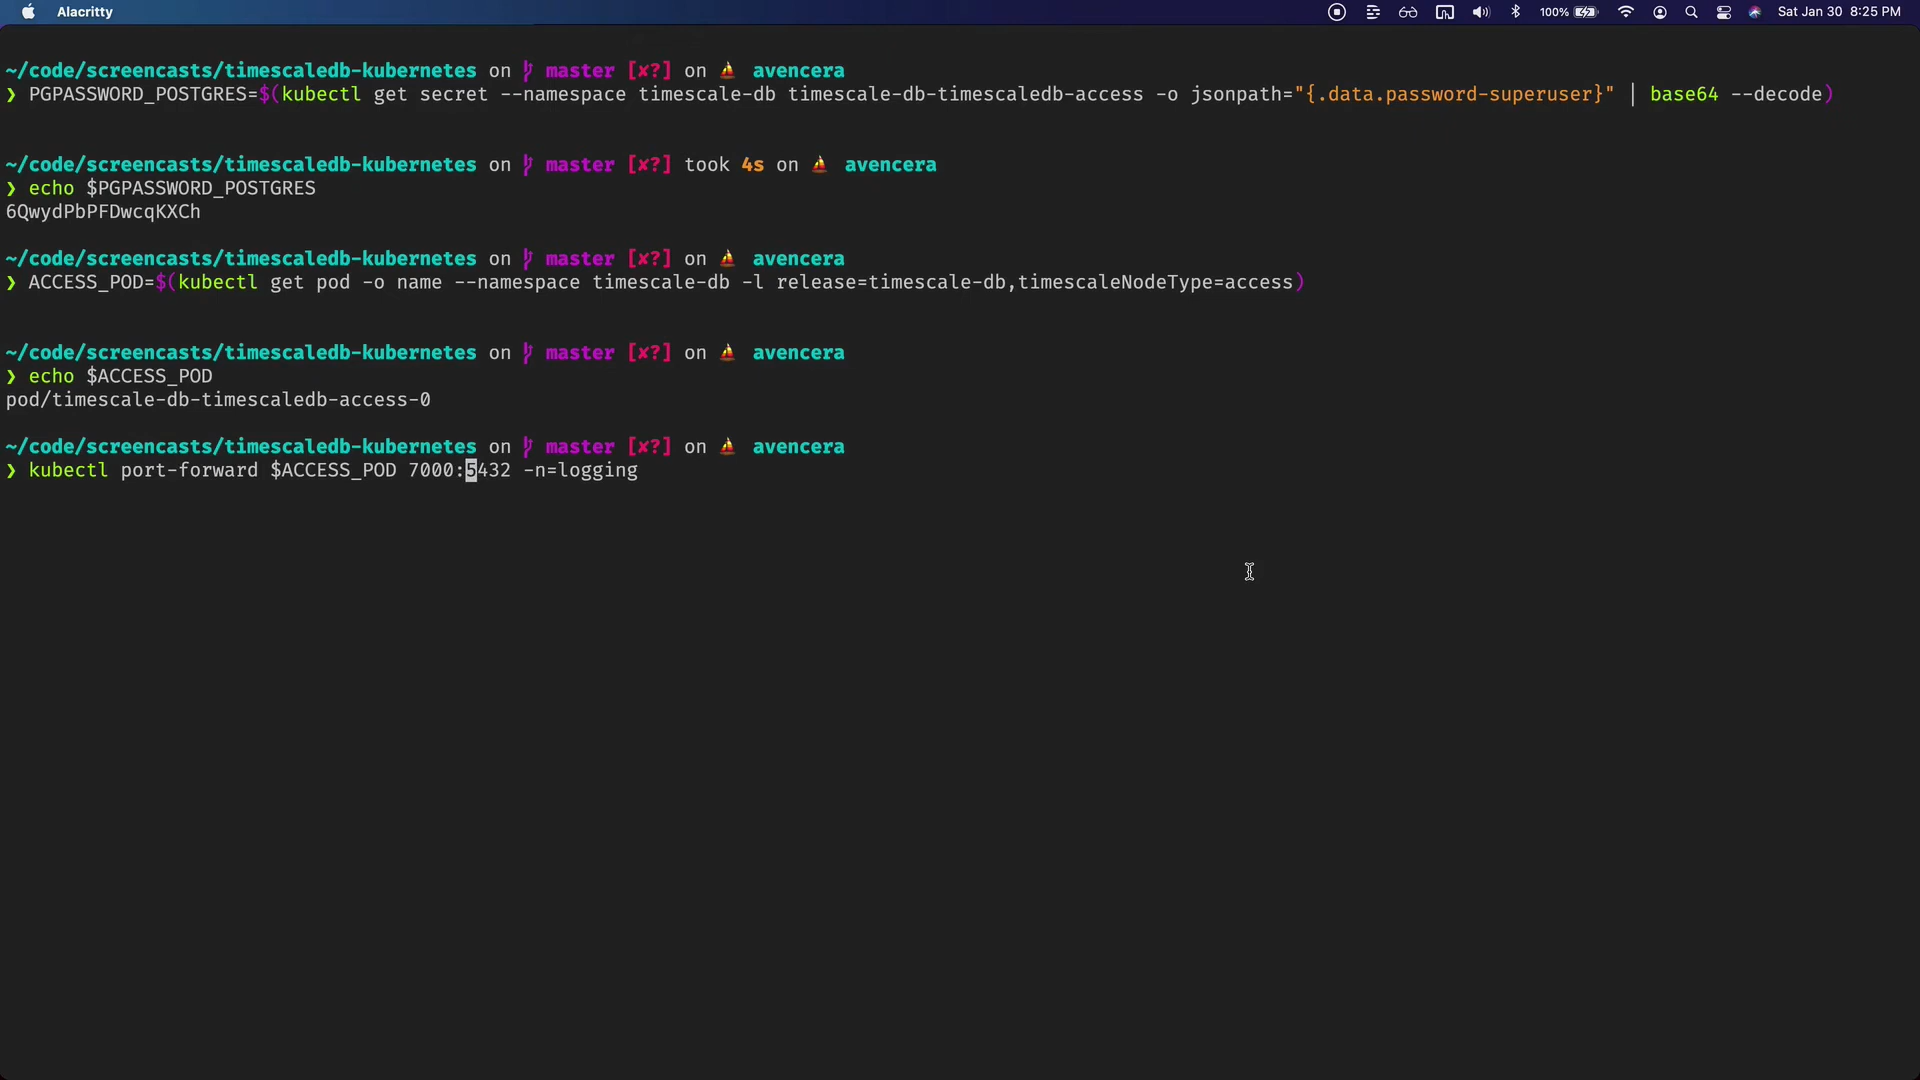 Alacritty
100%
Sat Jan 30 8:25 PM
~/code/screencasts/timescaledb-kubernetes on master [✘?] on avencera
❯ PGPASSWORD_POSTGRES=$(kubectl get secret --namespace timescale-db timescale-db-timescaledb-access -o jsonpath="{.data.password-superuser}" | base64 --decode)
~/code/screencasts/timescaledb-kubernetes on master [✘?] took 4s on avencera
❯ echo $PGPASSWORD_POSTGRES
6QwydPbPFDwcqKXCh
~/code/screencasts/timescaledb-kubernetes on master [✘?] on avencera
❯ ACCESS_POD=$(kubectl get pod -o name --namespace timescale-db -l release=timescale-db,timescaleNodeType=access)
~/code/screencasts/timescaledb-kubernetes on master [✘?] on avencera
❯ echo $ACCESS_POD
pod/timescale-db-timescaledb-access-0
~/code/screencasts/timescaledb-kubernetes on master [✘?] on avencera
❯ kubectl port-forward $ACCESS_POD 7000:5432 -n=logging